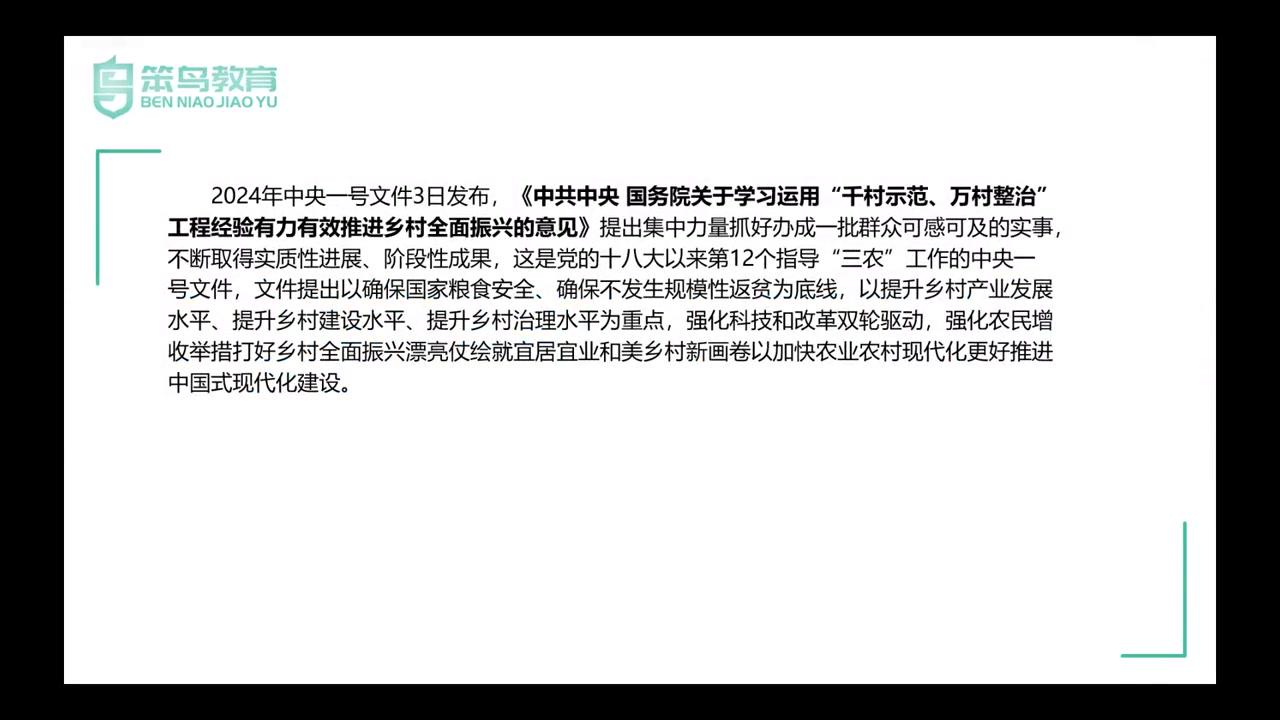 笨鸟教育
BEN NIAO JIAO YU
2024年中央一号文件3日发布，《中共中央 国务院关于学习运用“千村示范、万村整治”
工程经验有力有效推进乡村全面振兴的意见》提出集中力量抓好办成一批群众可感可及的实事，
不断取得实质性进展、阶段性成果，这是党的十八大以来第12个指导“三农”工作的中央一
号文件，文件提出以确保国家粮食安全、确保不发生规模性返贫为底线，以提升乡村产业发展
水平、提升乡村建设水平、提升乡村治理水平为重点，强化科技和改革双轮驱动，强化农民增
收举措打好乡村全面振兴漂亮仗绘就宜居宜业和美乡村新画卷以加快农业农村现代化更好推进
中国式现代化建设。